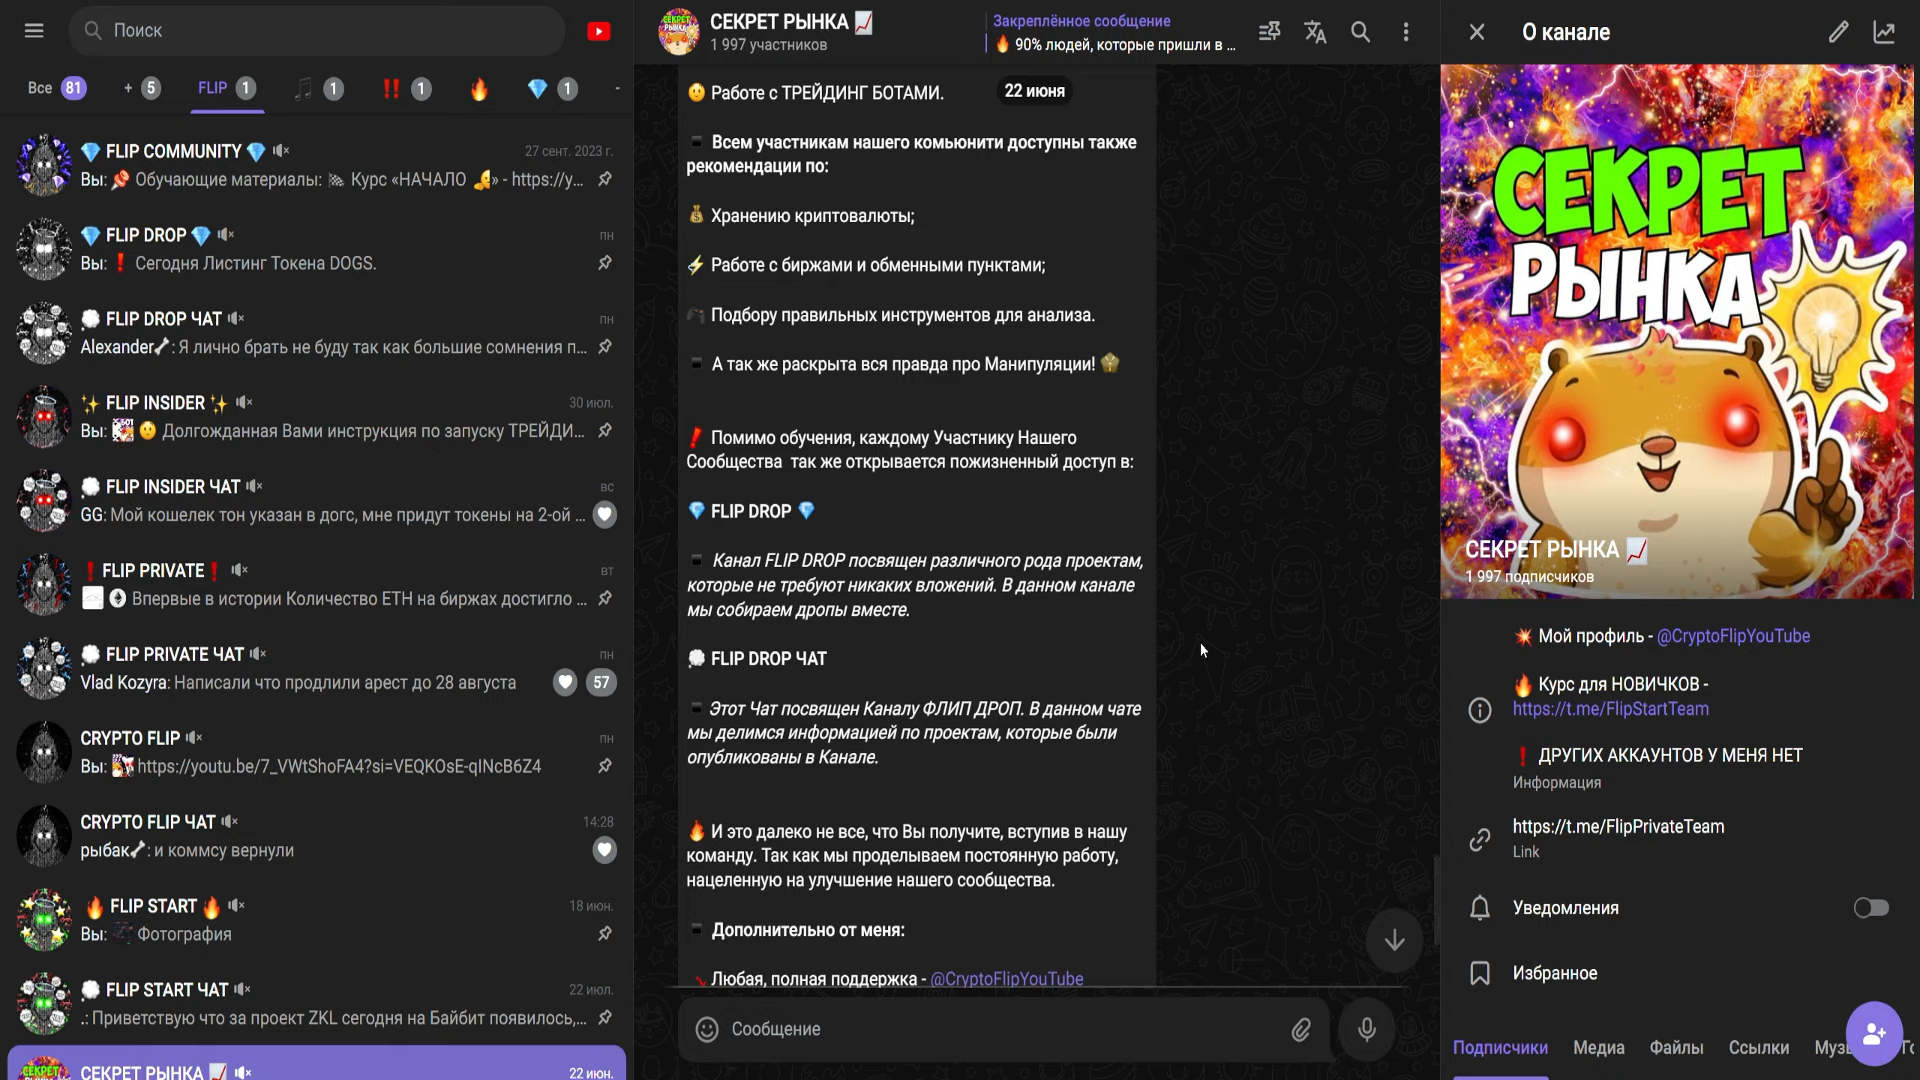 Поиск
Все 81
+ 5
FLIP 1
1
1
1
FLIP COMMUNITY
27 сент. 2023 г.
Вы: Обучающие материалы: Курс «НАЧАЛО » - https://y...
FLIP DROP
пн
Вы: Сегодня Листинг Токена DOGS.
FLIP DROP ЧАТ
пн
Alexander : Я лично брать не буду так как большие сомнения п...
FLIP INSIDER
30 июл.
Вы: Долгожданная Вами инструкция по запуску ТРЕЙДИ...
FLIP INSIDER ЧАТ
вс
GG: Мой кошелек тон указан в догс, мне придут токены на 2-ой ...
FLIP PRIVATE
вт
Впервые в истории Количество ETH на биржах достигло ...
FLIP PRIVATE ЧАТ
пн
Vlad Kozyra: Написали что продлили арест до 28 августа
57
CRYPTO FLIP
пн
Вы: https://youtu.be/7_VWtShoFA4?si=VEQKOsE-qINcB6Z4
CRYPTO FLIP ЧАТ
14:28
рыбак : и коммсу вернули
FLIP START
18 июн.
Вы: Фотография
FLIP START ЧАТ
22 июл.
.: Приветствую что за проект ZKL сегодня на Байбит появилось,...
СЕКРЕТ РЫНКА
22 июн.
СЕКРЕТ РЫНКА
1 997 участников
Закреплённое сообщение
90% людей, которые пришли в ...
22 июня
Работе с ТРЕЙДИНГ БОТАМИ.
Всем участникам нашего комьюнити доступны также
рекомендации по:
Хранению криптовалюты;
Работе с биржами и обменными пунктами;
Подбору правильных инструментов для анализа.
А так же раскрыта вся правда про Манипуляции!
Помимо обучения, каждому Участнику Нашего
Сообщества так же открывается пожизненный доступ в:
FLIP DROP
Канал FLIP DROP посвящен различного рода проектам,
которые не требуют никаких вложений. В данном канале
мы собираем дропы вместе.
FLIP DROP ЧАТ
Этот Чат посвящен Каналу ФЛИП ДРОП. В данном чате
мы делимся информацией по проектам, которые были
опубликованы в Канале.
И это далеко не все, что Вы получите, вступив в нашу
команду. Так как мы проделываем постоянную работу,
нацеленную на улучшение нашего сообщества.
Дополнительно от меня:
Любая, полная поддержка - @CryptoFlipYouTube
Сообщение
О канале
СЕКРЕТ
РЫНКА
СЕКРЕТ РЫНКА
1 997 подписчиков
Мой профиль - @CryptoFlipYouTube
Курс для НОВИЧКОВ -
https://t.me/FlipStartTeam
ДРУГИХ АККАУНТОВ У МЕНЯ НЕТ
Информация
https://t.me/FlipPrivateTeam
Link
Уведомления
Избранное
Подписчики
Медиа
Файлы
Ссылки